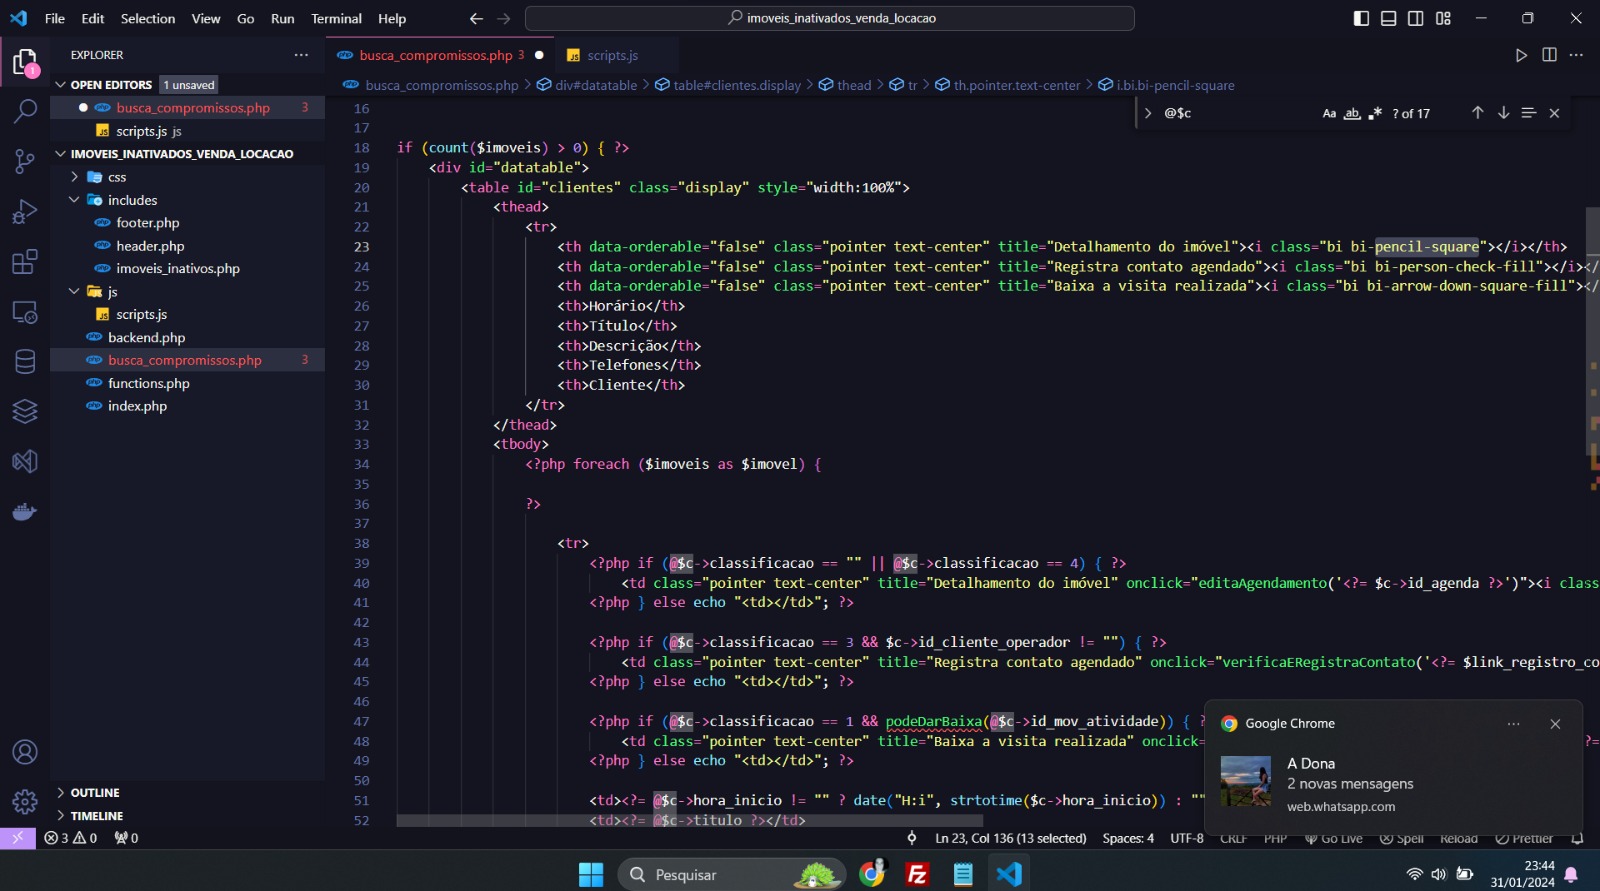 File Edit Selection View Go Run Terminal Help
imoveis_inativados_venda_locacao
EXPLORER
OPEN EDITORS 1 unsaved
busca_compromissos.php 3
scripts.js js
IMOVEIS_INATIVADOS_VENDA_LOCACAO
css
includes
footer.php
header.php
imoveis_inativos.php
js
scripts.js
backend.php
busca_compromissos.php 3
functions.php
index.php
OUTLINE
TIMELINE
1
busca_compromissos.php 3
scripts.js
busca_compromissos.php > div#datatable > table#clientes.display > thead > tr > th.pointer.text-center > i.bi.bi-pencil-square
@$c Aa ab .* ? of 17
16
17
18 if (count($imoveis) > 0) { ?>
19 <div id="datatable">
20 <table id="clientes" class="display" style="width:100%">
21 <thead>
22 <tr>
23 <th data-orderable="false" class="pointer text-center" title="Detalhamento do imóvel"><i class="bi bi-pencil-square"></i></th>
24 <th data-orderable="false" class="pointer text-center" title="Registra contato agendado"><i class="bi bi-person-check-fill"></i></
25 <th data-orderable="false" class="pointer text-center" title="Baixa a visita realizada"><i class="bi bi-arrow-down-square-fill"></
26 <th>Horário</th>
27 <th>Título</th>
28 <th>Descrição</th>
29 <th>Telefones</th>
30 <th>Cliente</th>
31 </tr>
32 </thead>
33 <tbody>
34 <?php foreach ($imoveis as $imovel) {
35
36 ?>
37
38 <tr>
39 <?php if (@$c->classificacao == "" || @$c->classificacao == 4) { ?>
40 <td class="pointer text-center" title="Detalhamento do imóvel" onclick="editaAgendamento('<?= $c->id_agenda ?>')"><i class
41 <?php } else echo "<td></td>"; ?>
42
43 <?php if (@$c->classificacao == 3 && $c->id_cliente_operador != "") { ?>
44 <td class="pointer text-center" title="Registra contato agendado" onclick="verificaERegistraContato('<?= $link_registro_co
45 <?php } else echo "<td></td>"; ?>
46
47 <?php if (@$c->classificacao == 1 && podeDarBaixa(@$c->id_mov_atividade)) { ?
48 <td class="pointer text-center" title="Baixa a visita realizada" onclick= ?=
49 <?php } else echo "<td></td>"; ?>
50
51 <td><?= @$c->hora_inicio != "" ? date("H:i", strtotime($c->hora_inicio)) : ""
52 <td><?= @$c->titulo ?></td>
Google Chrome
A Dona
2 novas mensagens
web.whatsapp.com
3 0 0
Ln 23, Col 136 (13 selected) Spaces: 4 UTF-8 CRLF PHP Go Live Spell Reload Prettier
Pesquisar
23:44
31/01/2024